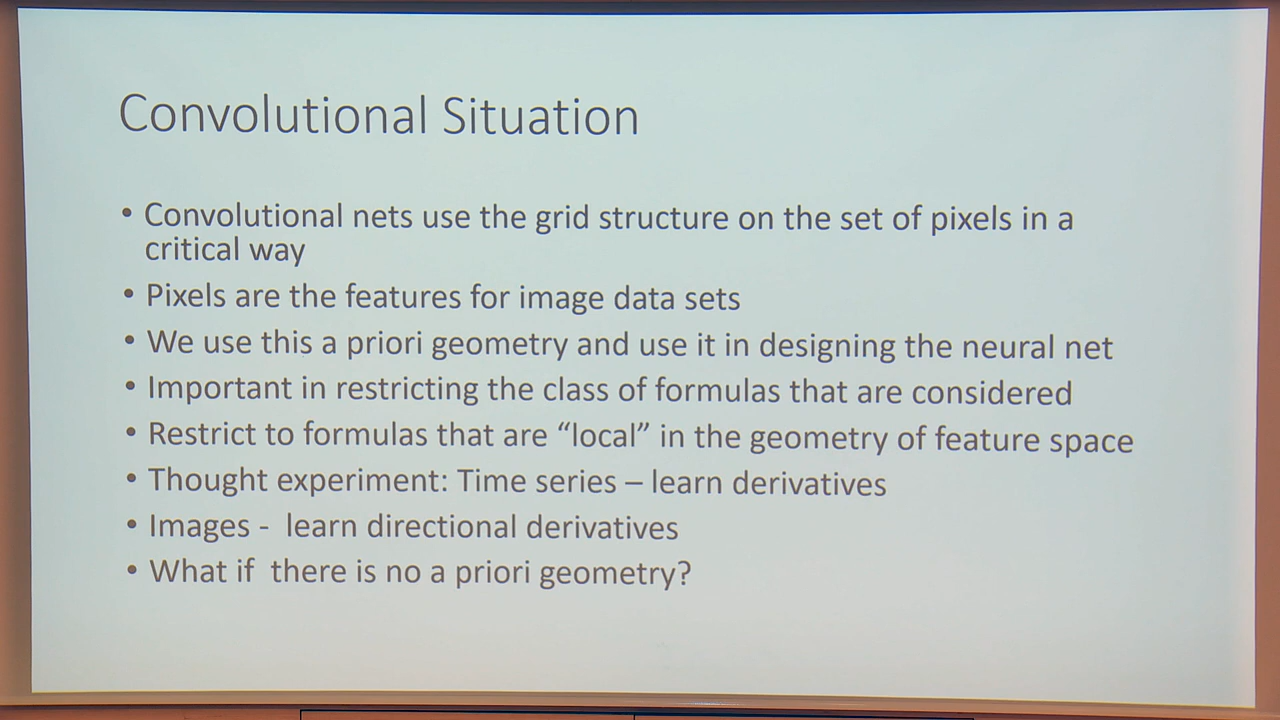 Convolutional Situation
• Convolutional nets use the grid structure on the set of pixels in a
critical way
• Pixels are the features for image data sets
• We use this a priori geometry and use it in designing the neural net
• Important in restricting the class of formulas that are considered
• Restrict to formulas that are “local” in the geometry of feature space
• Thought experiment: Time series – learn derivatives
• Images -  learn directional derivatives
• What if  there is no a priori geometry?